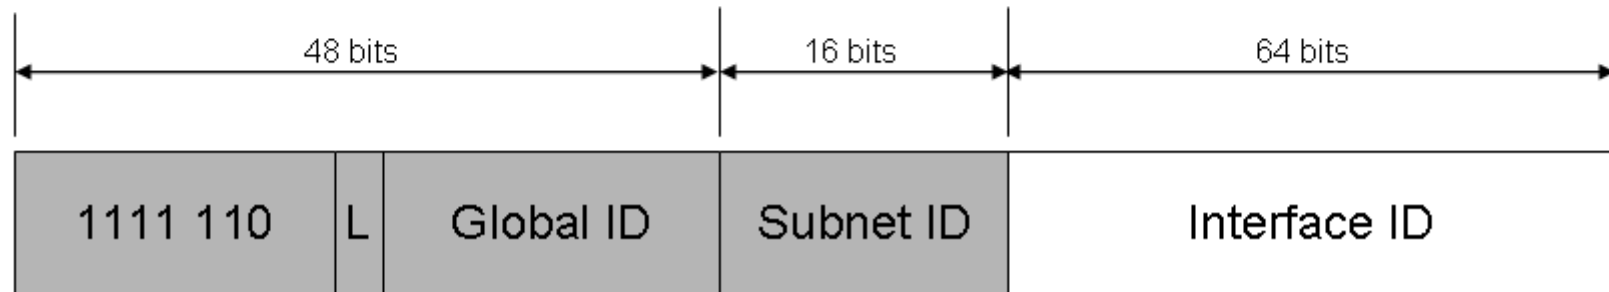 48 bits 16 bits 64 bits
1111 110 L Global ID Subnet ID Interface ID